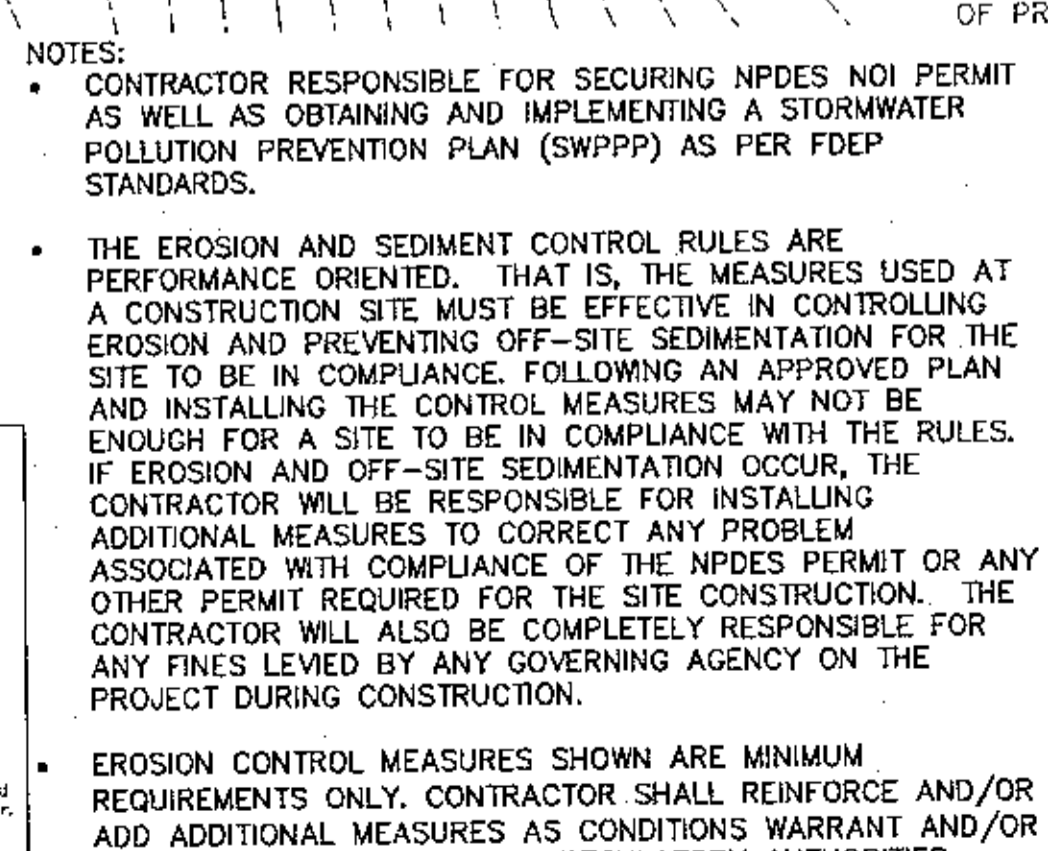 OF PR
NOTES:
• CONTRACTOR RESPONSIBLE FOR SECURING NPDES NOI PERMIT
AS WELL AS OBTAINING AND IMPLEMENTING A STORMWATER
POLLUTION PREVENTION PLAN (SWPPP) AS PER FDEP
STANDARDS.
• THE EROSION AND SEDIMENT CONTROL RULES ARE
PERFORMANCE ORIENTED. THAT IS, THE MEASURES USED AT
A CONSTRUCTION SITE MUST BE EFFECTIVE IN CONTROLLING
EROSION AND PREVENTING OFF-SITE SEDIMENTATION FOR THE
SITE TO BE IN COMPLIANCE. FOLLOWING AN APPROVED PLAN
AND INSTALLING THE CONTROL MEASURES MAY NOT BE
ENOUGH FOR A SITE TO BE IN COMPLIANCE WITH THE RULES.
IF EROSION AND OFF-SITE SEDIMENTATION OCCUR, THE
CONTRACTOR WILL BE RESPONSIBLE FOR INSTALLING
ADDITIONAL MEASURES TO CORRECT ANY PROBLEM
ASSOCIATED WITH COMPLIANCE OF THE NPDES PERMIT OR ANY
OTHER PERMIT REQUIRED FOR THE SITE CONSTRUCTION. THE
CONTRACTOR WILL ALSO BE COMPLETELY RESPONSIBLE FOR
ANY FINES LEVIED BY ANY GOVERNING AGENCY ON THE
PROJECT DURING CONSTRUCTION.
• EROSION CONTROL MEASURES SHOWN ARE MINIMUM
REQUIREMENTS ONLY. CONTRACTOR SHALL REINFORCE AND/OR
ADD ADDITIONAL MEASURES AS CONDITIONS WARRANT AND/OR